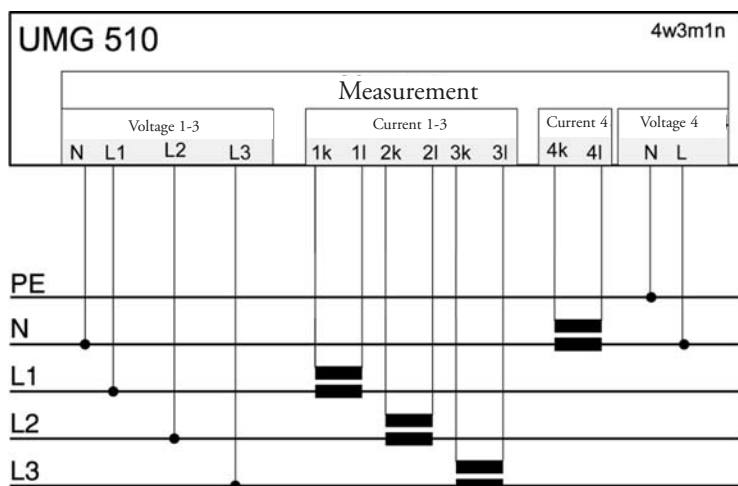 UMG 510 4w3m1n
Measurement
Voltage 1-3 Current 1-3 Current 4 Voltage 4
N L1 L2 L3 1k 1l 2k 2l 3k 3l 4k 4l N L
PE
N
L1
L2
L3